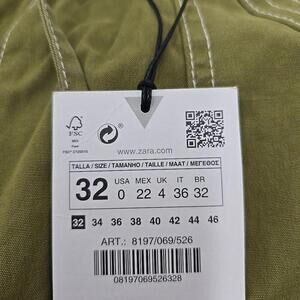 FSC
MIX
www.zara.com
TALLA / SIZE / TAMANHO / TAILLE / MAAT / ΜΕΓΕΘΟΣ
32 USA 0 MEX 22 UK 4 IT 36 BR 32
32 34 36 38 40 42 44 46
ART.: 8197/069/526
08197069526328